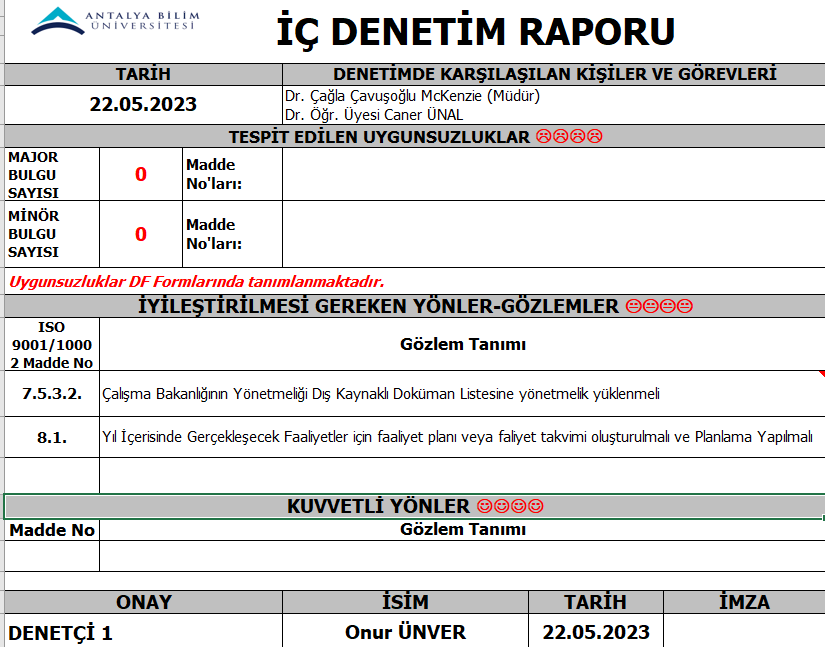 ANTALYA BİLİM
ÜNİVERSİTESİ
İÇ DENETİM RAPORU
TARİH
DENETİMDE KARŞILAŞILAN KİŞİLER VE GÖREVLERİ
22.05.2023
Dr. Çağla Çavuşoğlu McKenzie (Müdür)
Dr. Öğr. Üyesi Caner ÜNAL
TESPİT EDİLEN UYGUNSUZLUKLAR ☹☹☹☹
MAJOR
BULGU
SAYISI
0
Madde
No'ları:
MİNÖR
BULGU
SAYISI
0
Madde
No'ları:
Uygunsuzluklar DF Formlarında tanımlanmaktadır.
İYİLEŞTİRİLMESİ GEREKEN YÖNLER-GÖZLEMLER 😐😐😐😐
ISO
9001/1000
2 Madde No
Gözlem Tanımı
7.5.3.2.
Çalışma Bakanlığının Yönetmeliği Dış Kaynaklı Doküman Listesine yönetmelik yüklenmeli
8.1.
Yıl İçerisinde Gerçekleşecek Faaliyetler için faaliyet planı veya faliyet takvimi oluşturulmalı ve Planlama Yapılmalı
KUVVETLİ YÖNLER ☺☺☺☺
Madde No
Gözlem Tanımı
ONAY
İSİM
TARİH
İMZA
DENETÇİ 1
Onur ÜNVER
22.05.2023